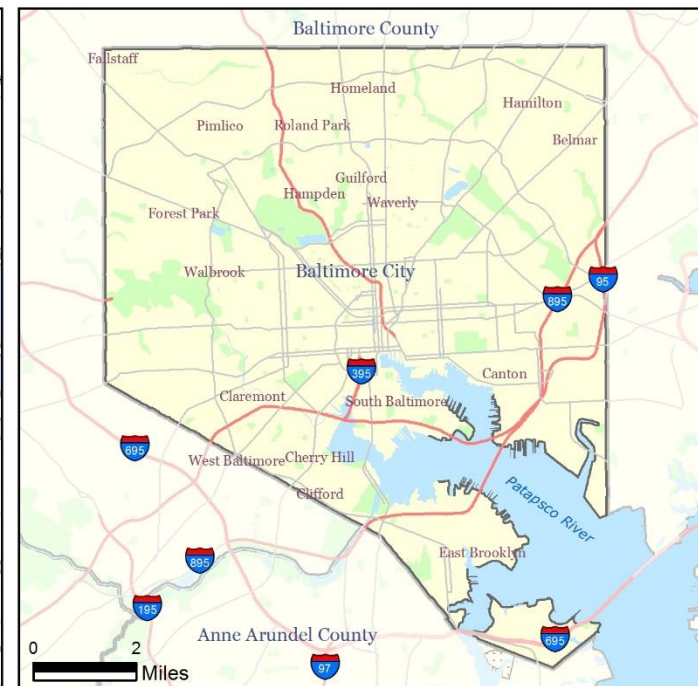 Baltimore County
Fallstaff
Homeland
Hamilton
Pimlico
Roland Park
Belmar
Guilford
Hampden
Waverly
Forest Park
Walbrook
Baltimore City
95
895
395
Canton
Claremont
South Baltimore
695
West Baltimore
Cherry Hill
Clifford
Patapsco River
895
East Brooklyn
195
Anne Arundel County
695
0 2
Miles
97